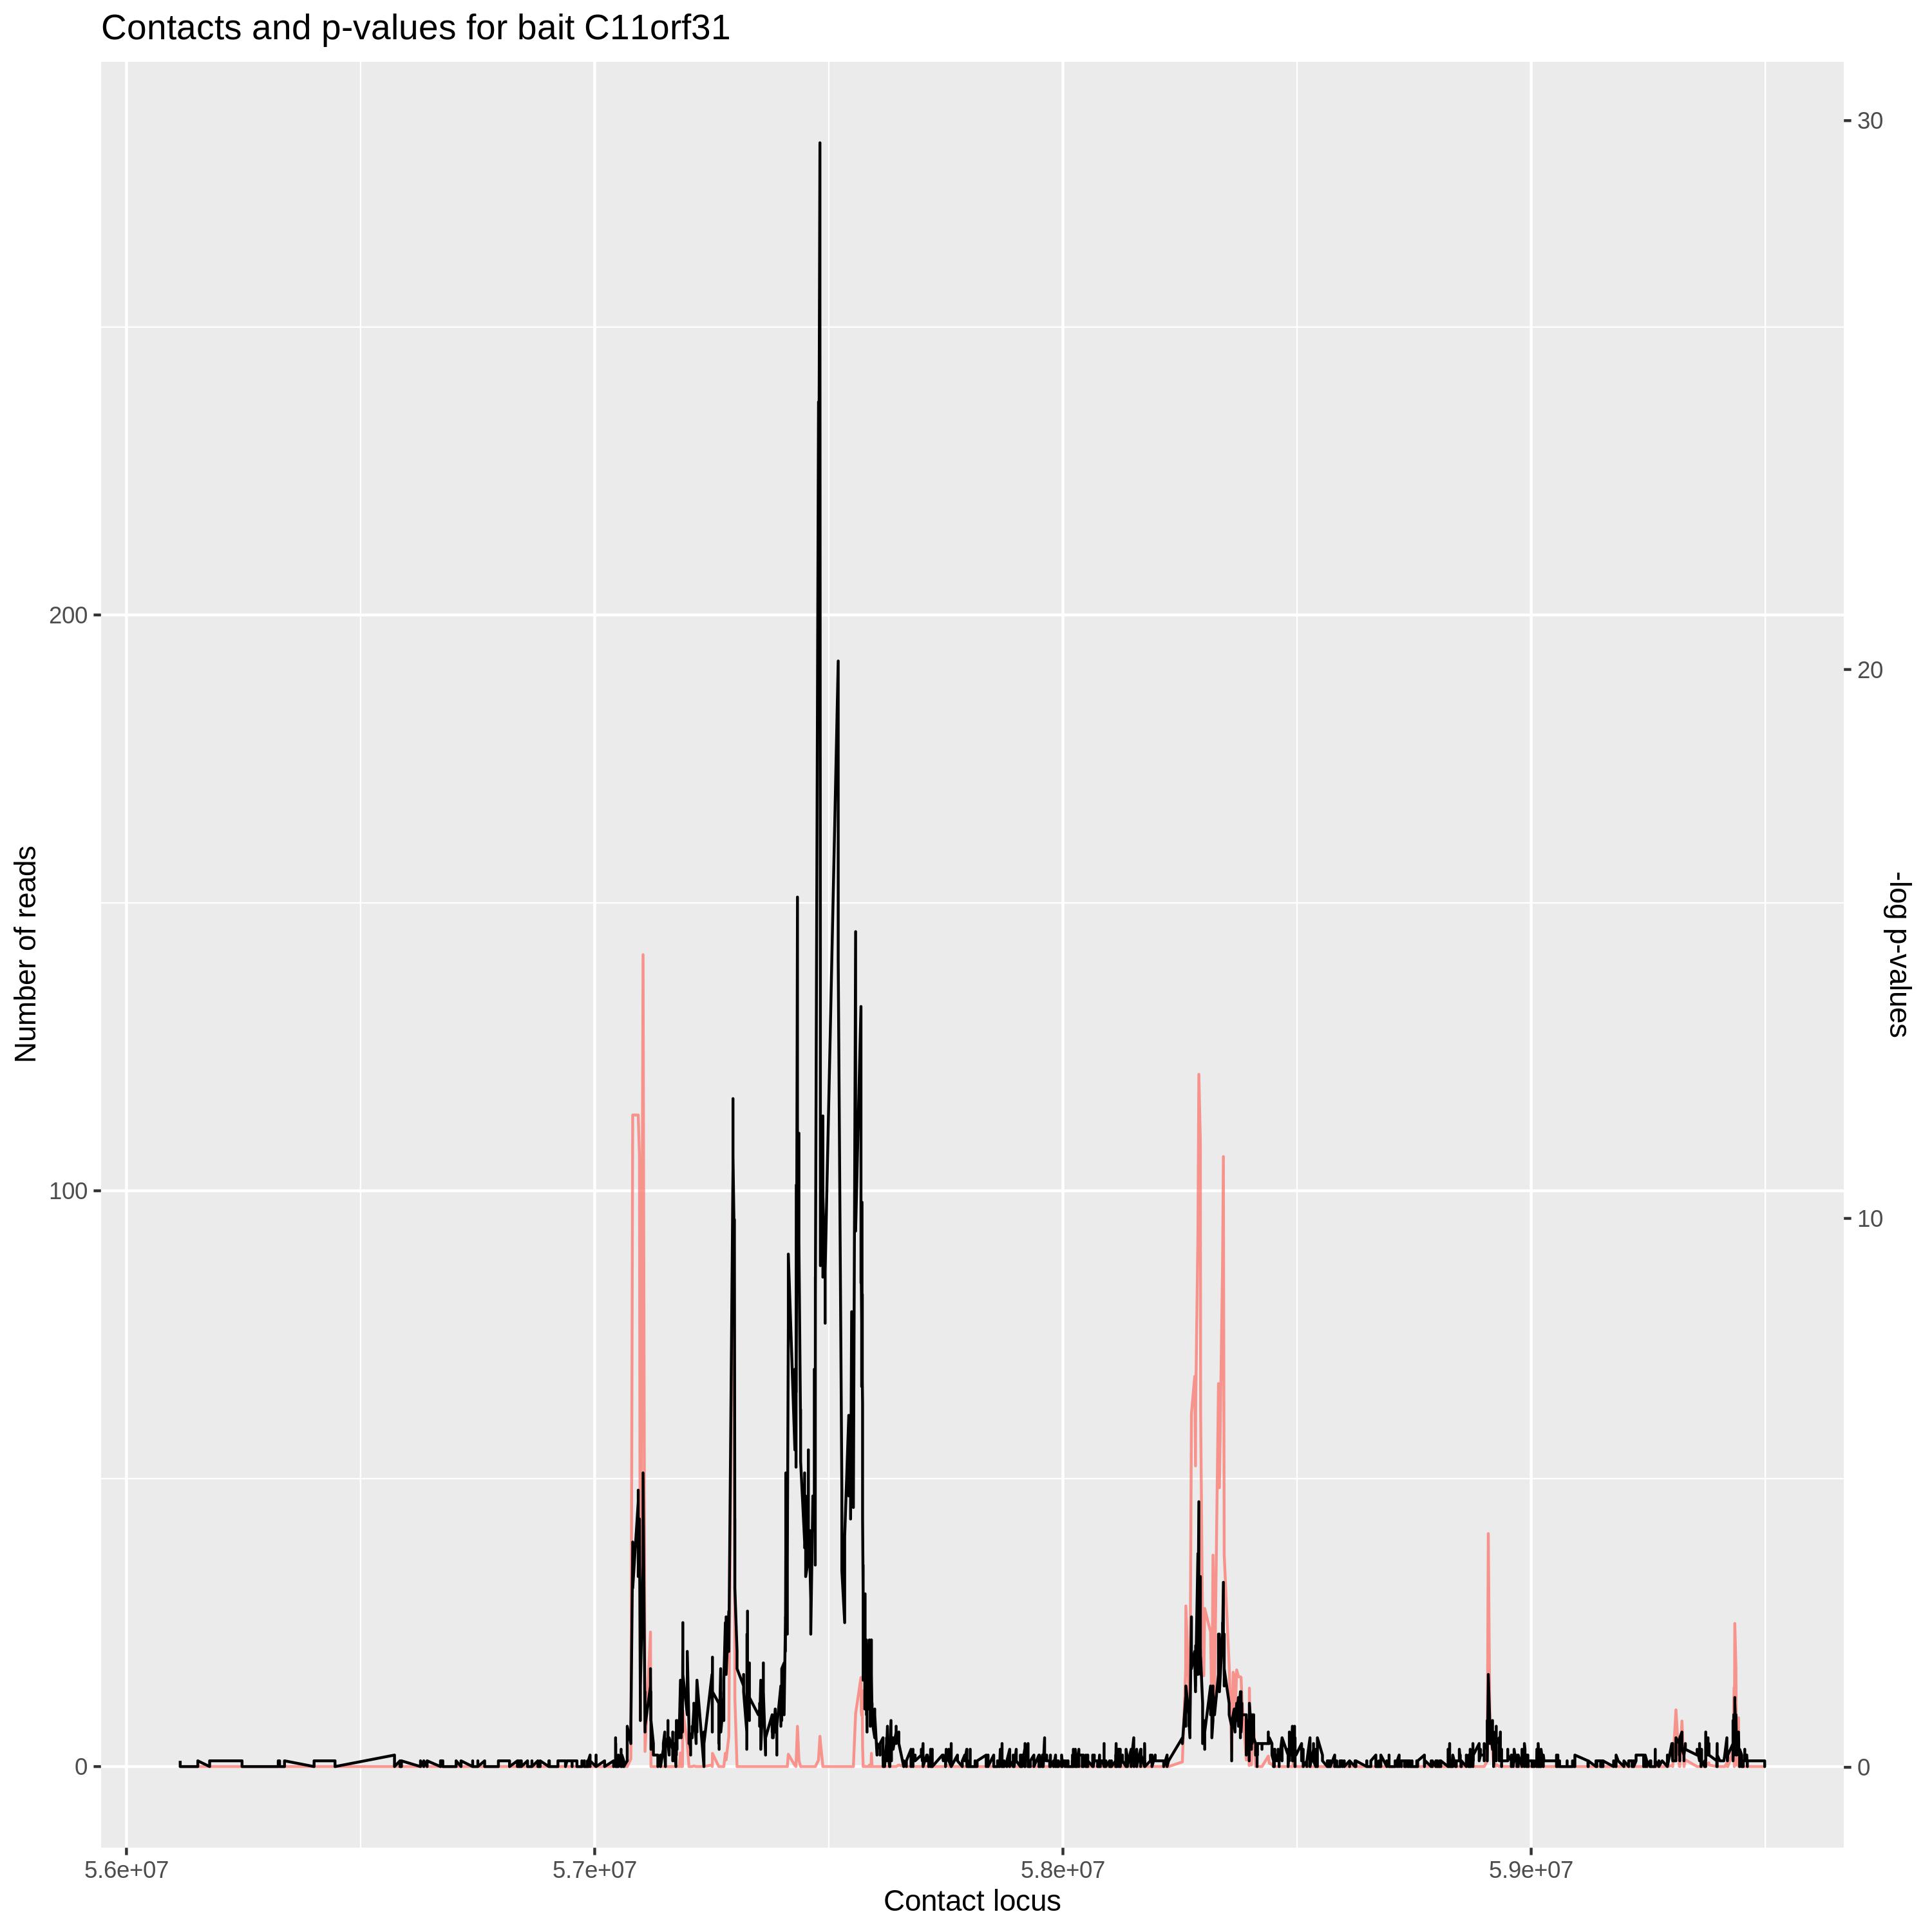 Contacts and p-values for bait C11orf31
30
200
20
Number of reads
-log p-values
100
10
0
0
5.6e+07
5.7e+07
5.8e+07
5.9e+07
Contact locus